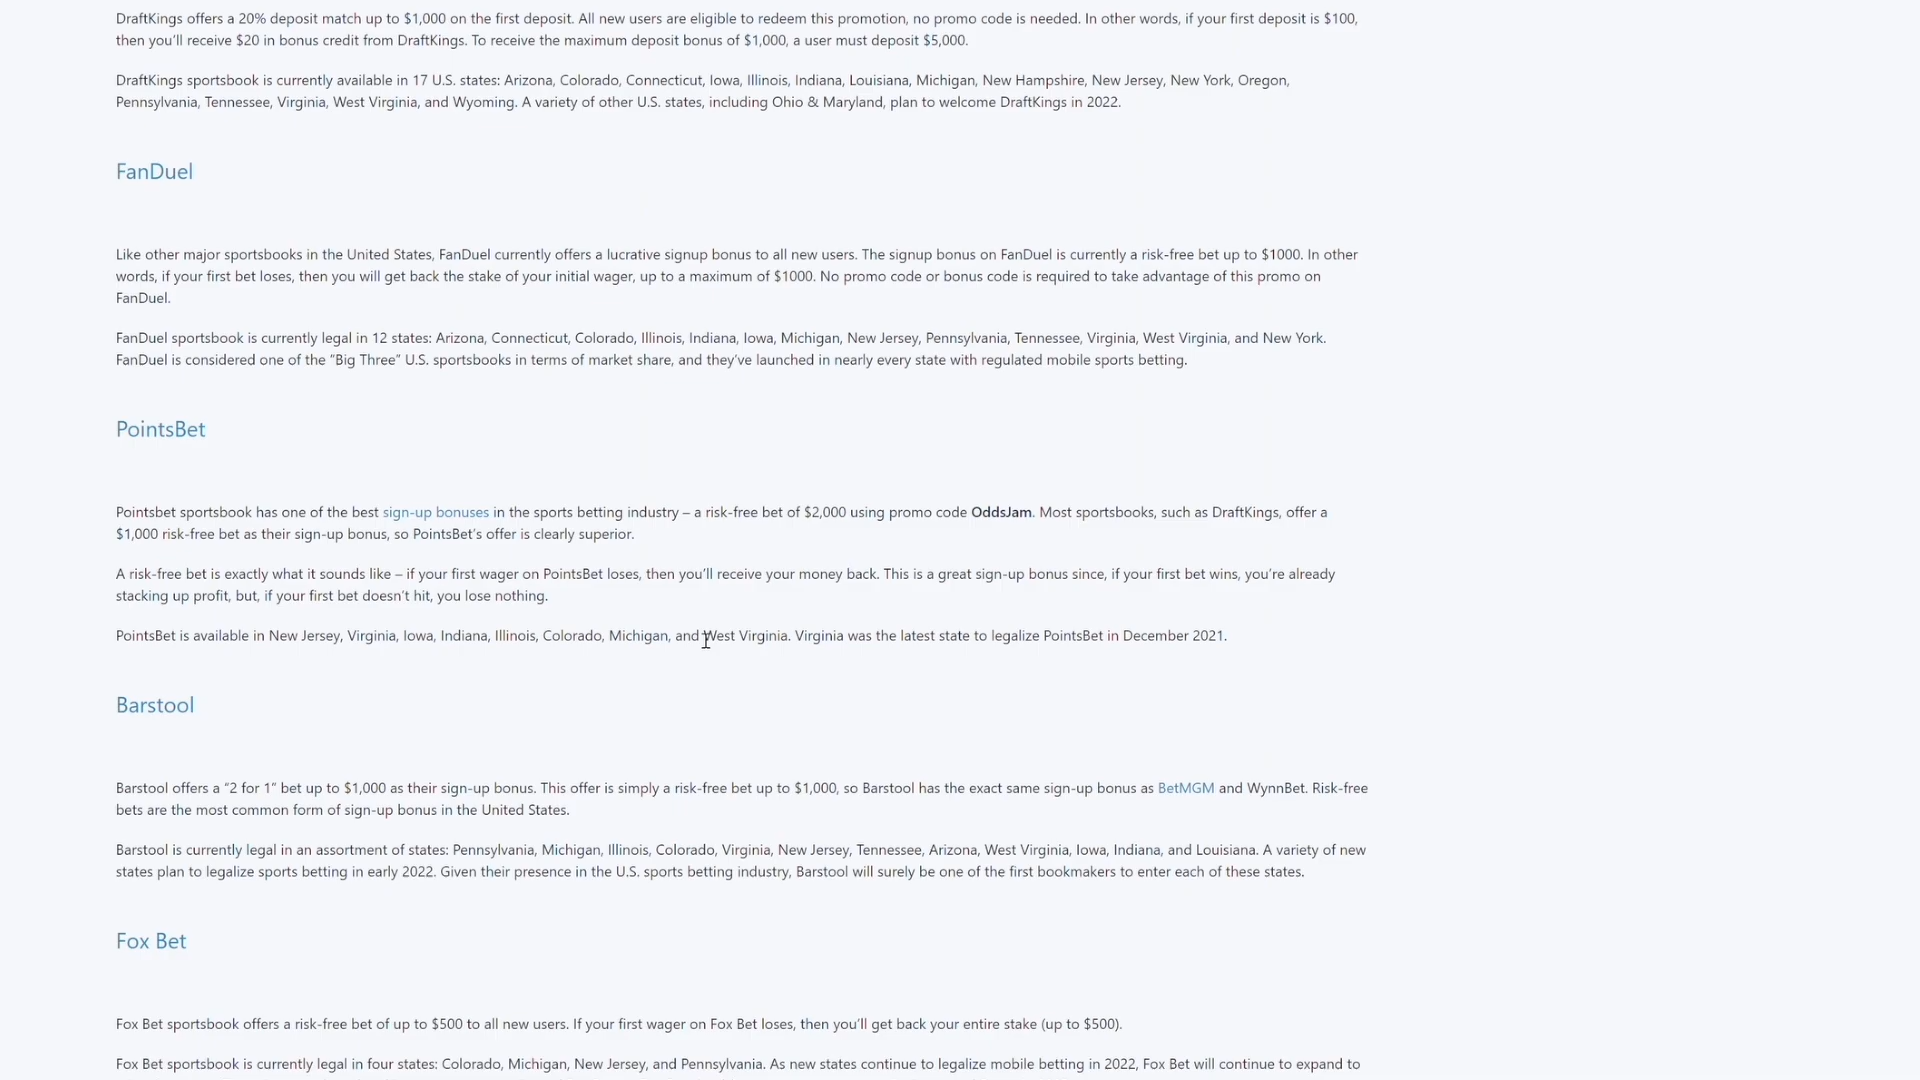 DraftKings offers a 20% deposit match up to $1,000 on the first deposit. All new users are eligible to redeem this promotion, no promo code is needed. In other words, if your first deposit is $100,
then you’ll receive $20 in bonus credit from DraftKings. To receive the maximum deposit bonus of $1,000, a user must deposit $5,000.
DraftKings sportsbook is currently available in 17 U.S. states: Arizona, Colorado, Connecticut, Iowa, Illinois, Indiana, Louisiana, Michigan, New Hampshire, New Jersey, New York, Oregon,
Pennsylvania, Tennessee, Virginia, West Virginia, and Wyoming. A variety of other U.S. states, including Ohio & Maryland, plan to welcome DraftKings in 2022.
FanDuel
Like other major sportsbooks in the United States, FanDuel currently offers a lucrative signup bonus to all new users. The signup bonus on FanDuel is currently a risk-free bet up to $1000. In other
words, if your first bet loses, then you will get back the stake of your initial wager, up to a maximum of $1000. No promo code or bonus code is required to take advantage of this promo on
FanDuel.
FanDuel sportsbook is currently legal in 12 states: Arizona, Connecticut, Colorado, Illinois, Indiana, Iowa, Michigan, New Jersey, Pennsylvania, Tennessee, Virginia, West Virginia, and New York.
FanDuel is considered one of the “Big Three” U.S. sportsbooks in terms of market share, and they’ve launched in nearly every state with regulated mobile sports betting.
PointsBet
Pointsbet sportsbook has one of the best sign-up bonuses in the sports betting industry – a risk-free bet of $2,000 using promo code OddsJam. Most sportsbooks, such as DraftKings, offer a
$1,000 risk-free bet as their sign-up bonus, so PointsBet’s offer is clearly superior.
A risk-free bet is exactly what it sounds like – if your first wager on PointsBet loses, then you’ll receive your money back. This is a great sign-up bonus since, if your first bet wins, you’re already
stacking up profit, but, if your first bet doesn’t hit, you lose nothing.
PointsBet is available in New Jersey, Virginia, Iowa, Indiana, Illinois, Colorado, Michigan, and West Virginia. Virginia was the latest state to legalize PointsBet in December 2021.
Barstool
Barstool offers a “2 for 1” bet up to $1,000 as their sign-up bonus. This offer is simply a risk-free bet up to $1,000, so Barstool has the exact same sign-up bonus as BetMGM and WynnBet. Risk-free
bets are the most common form of sign-up bonus in the United States.
Barstool is currently legal in an assortment of states: Pennsylvania, Michigan, Illinois, Colorado, Virginia, New Jersey, Tennessee, Arizona, West Virginia, Iowa, Indiana, and Louisiana. A variety of new
states plan to legalize sports betting in early 2022. Given their presence in the U.S. sports betting industry, Barstool will surely be one of the first bookmakers to enter each of these states.
Fox Bet
Fox Bet sportsbook offers a risk-free bet of up to $500 to all new users. If your first wager on Fox Bet loses, then you’ll get back your entire stake (up to $500).
Fox Bet sportsbook is currently legal in four states: Colorado, Michigan, New Jersey, and Pennsylvania. As new states continue to legalize mobile betting in 2022, Fox Bet will continue to expand to